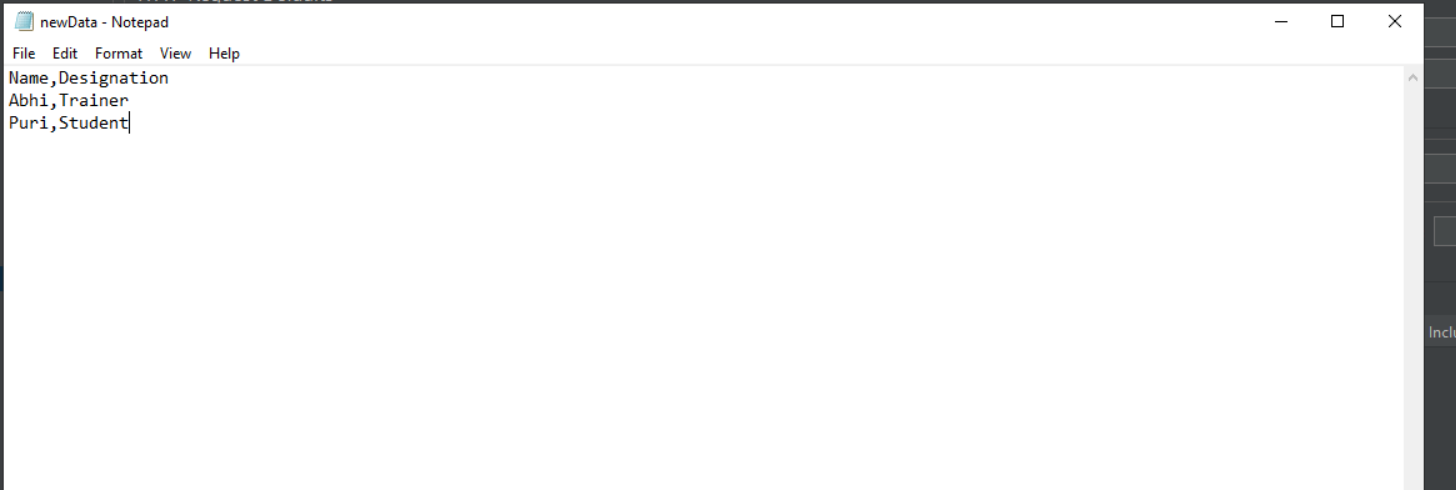 newData - Notepad
File Edit Format View Help
Name,Designation
Abhi,Trainer
Puri,Student